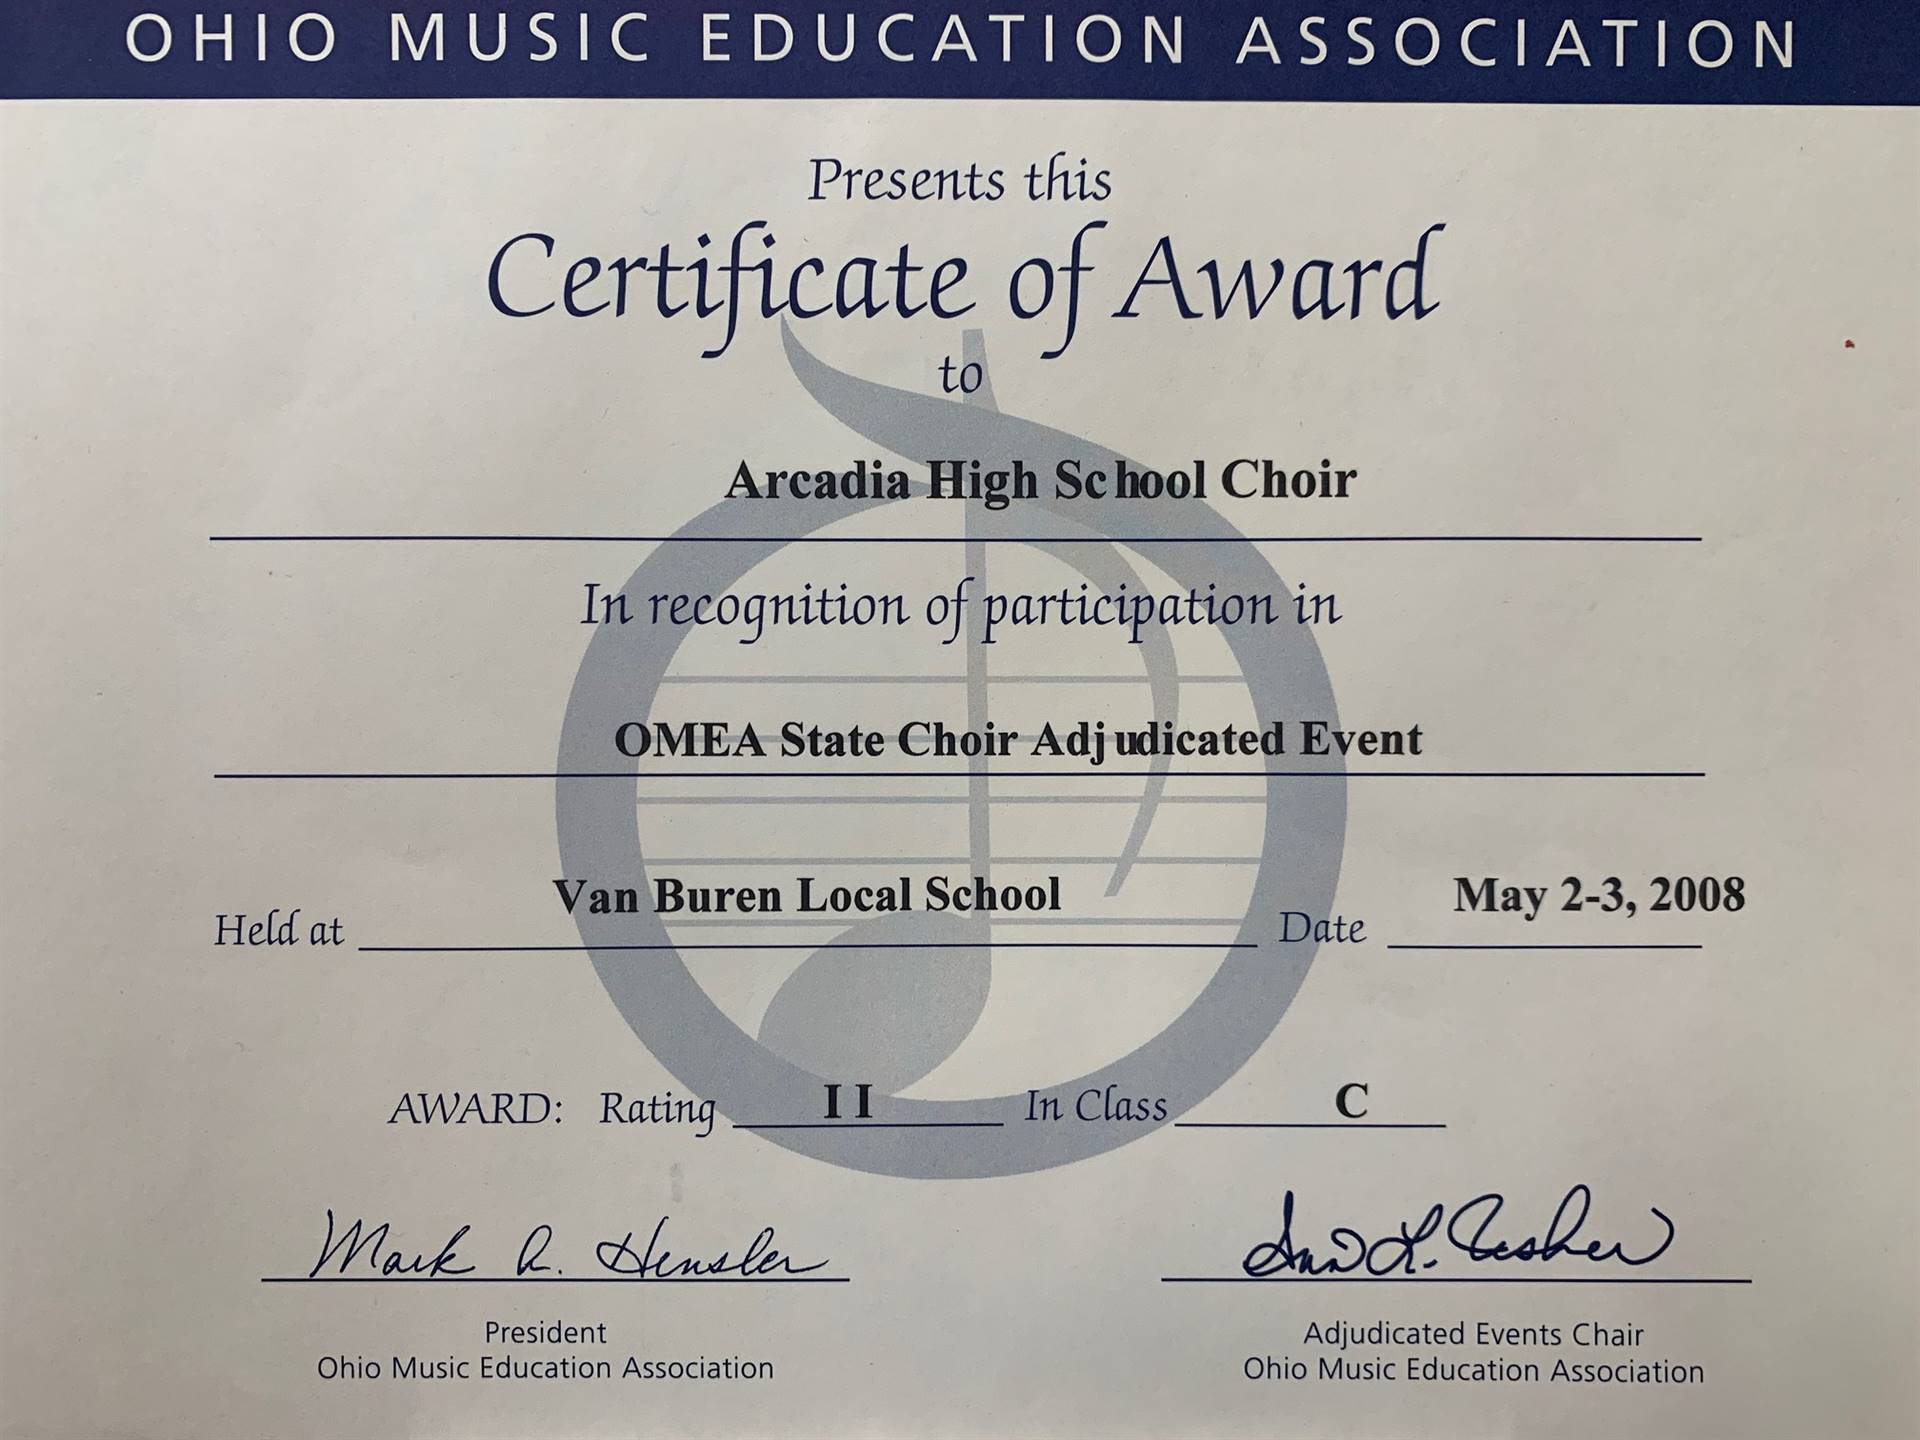 OHIO MUSIC EDUCATION ASSOCIATION
Presents this
Certificate of Award
to
Arcadia High School Choir
In recognition of participation in
OMEA State Choir Adjudicated Event
Held at Van Buren Local School Date May 2-3, 2008
AWARD: Rating II In Class C
Mark A. Hensler
President
Ohio Music Education Association
Adjudicated Events Chair
Ohio Music Education Association